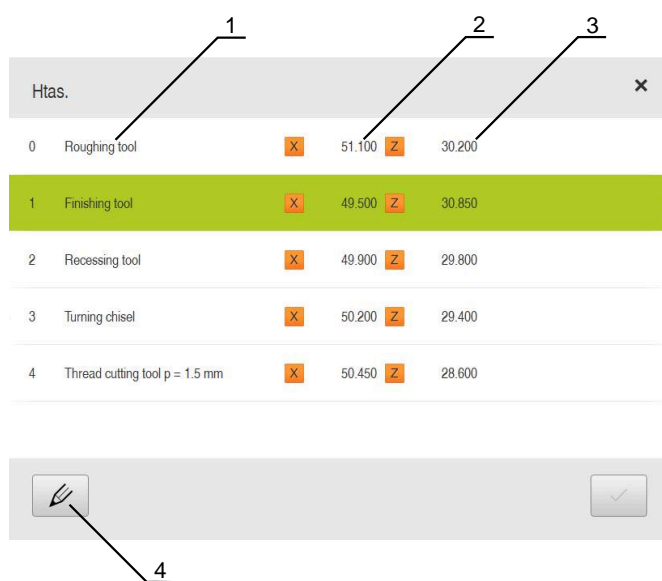 1 2 3
Htas. ×
0 Roughing tool X 51.100 Z 30.200
1 Finishing tool X 49.500 Z 30.850
2 Recessing tool X 49.900 Z 29.800
3 Turning chisel X 50.200 Z 29.400
4 Thread cutting tool p = 1.5 mm X 50.450 Z 28.600
4